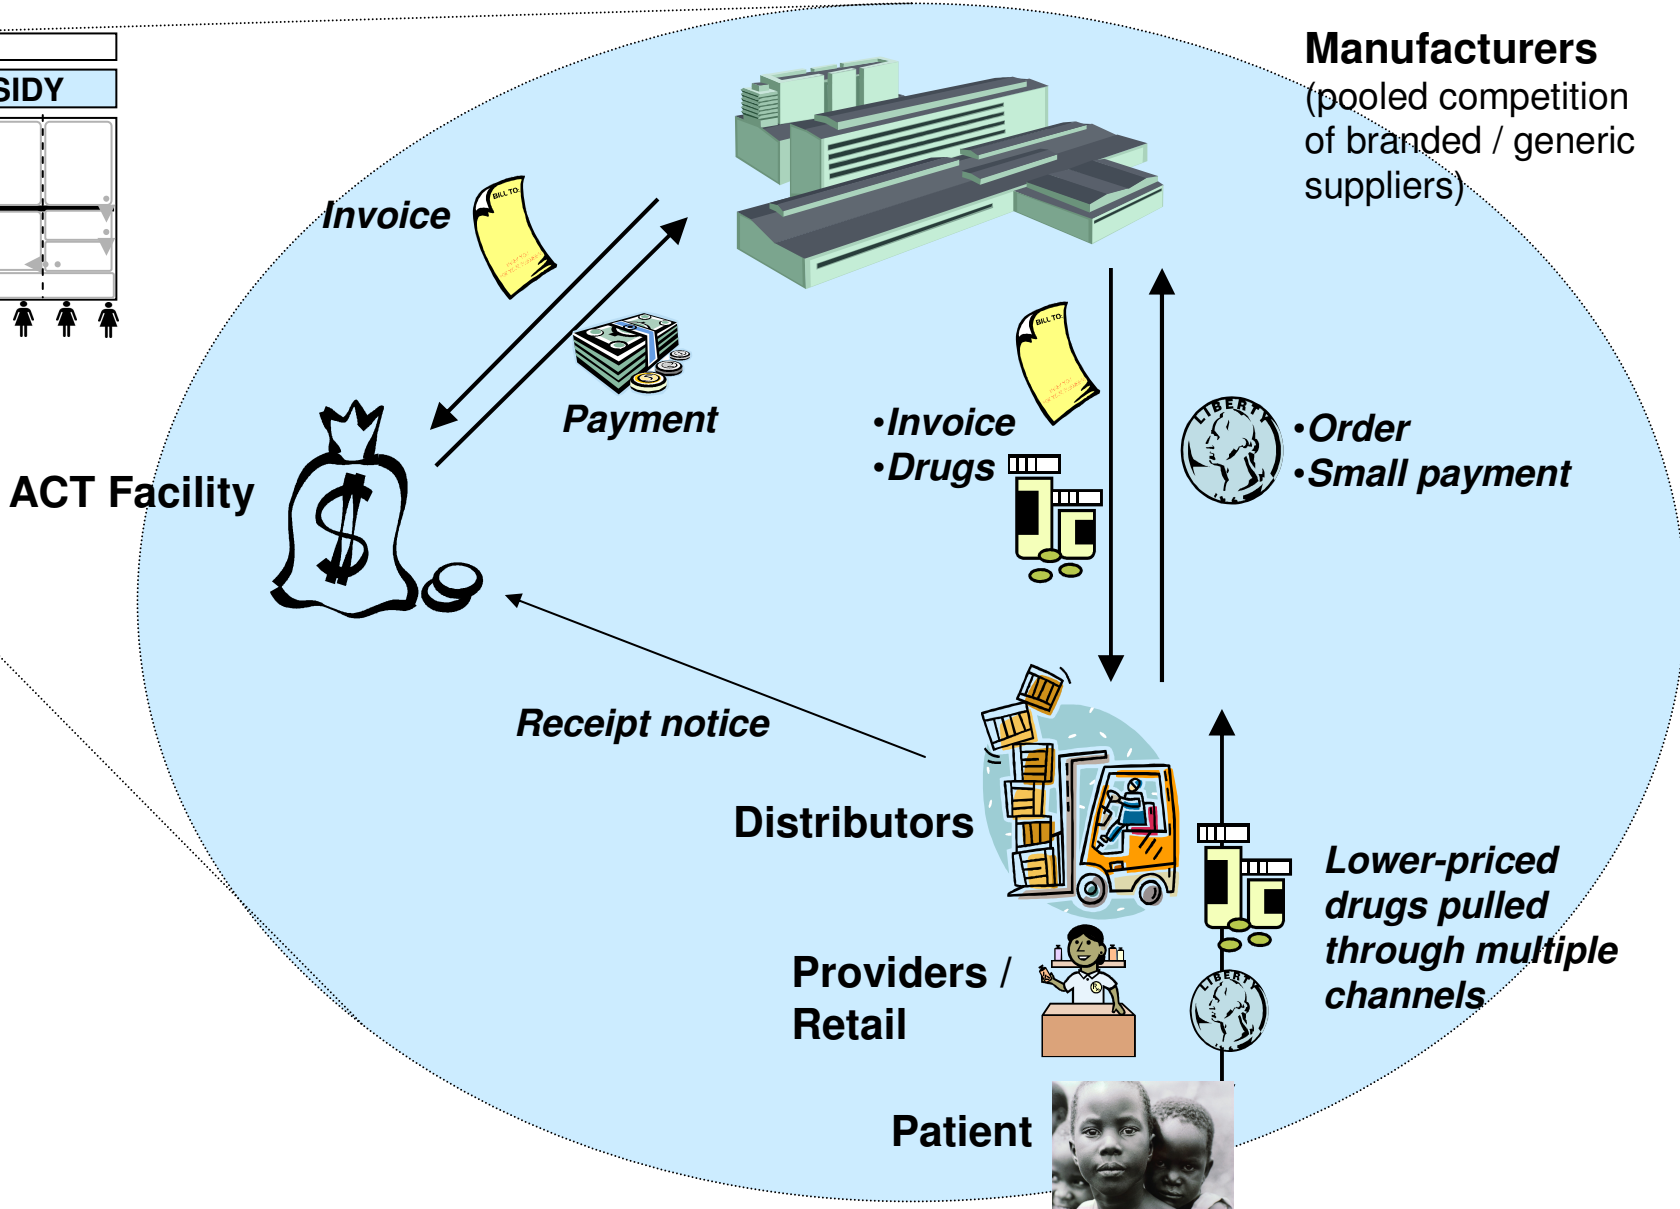 SIDY
Manufacturers
(pooled competition
of branded / generic
suppliers)
Invoice
BILL TO:
Payment
BILL TO:
•Invoice
•Drugs
LIBERTY
•Order
•Small payment
ACT Facility
$
Receipt notice
Distributors
Lower-priced
drugs pulled
through multiple
channels
Providers /
Retail
LIBERTY
Patient